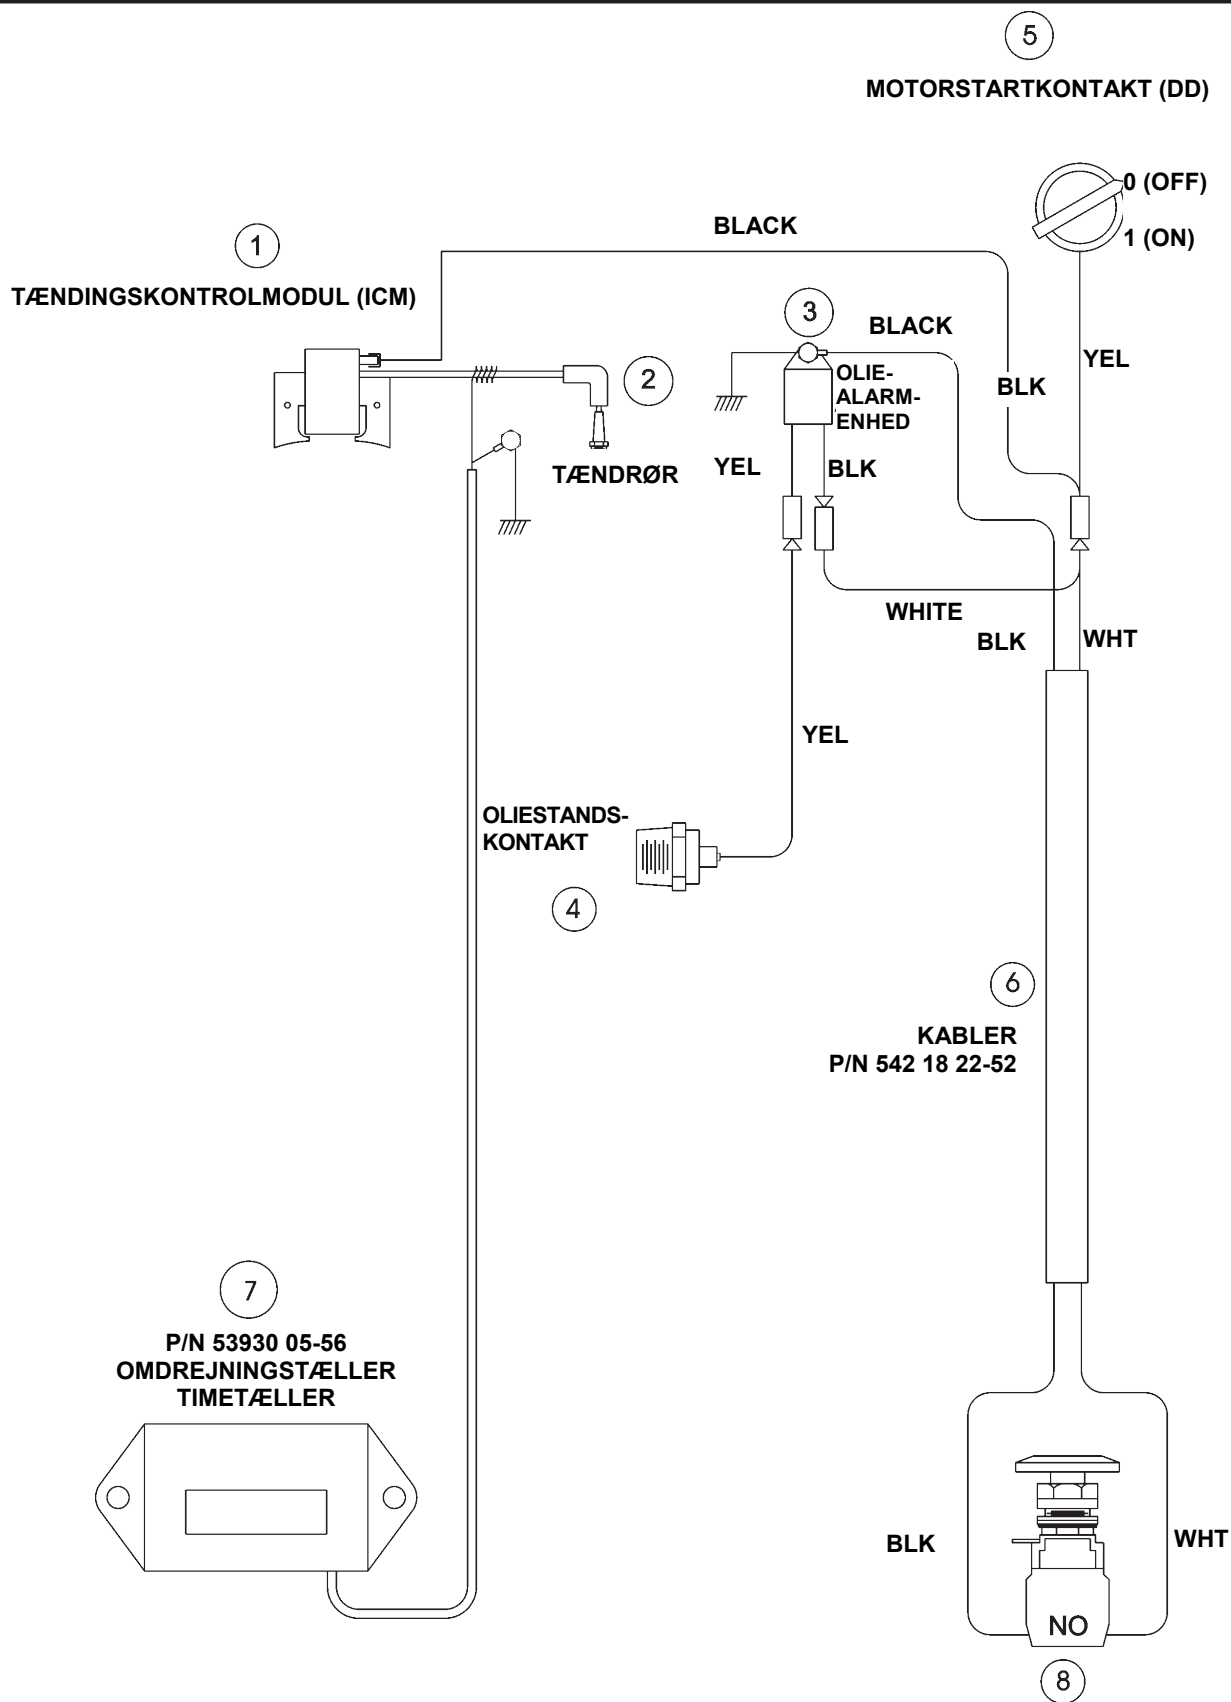 5
MOTORSTARTKONTAKT (DD)
0 (OFF)
1 (ON)
BLACK
1
TÆNDINGSKONTROLMODUL (ICM)
3
BLACK
YEL
2
OLIE-
ALARM-
ENHED
BLK
YEL
BLK
TÆNDRØR
WHITE
BLK
WHT
YEL
OLIESTANDS-
KONTAKT
4
6
KABLER
P/N 542 18 22-52
7
P/N 53930 05-56
OMDREJNINGSTÆLLER
TIMETÆLLER
BLK
WHT
NO
8